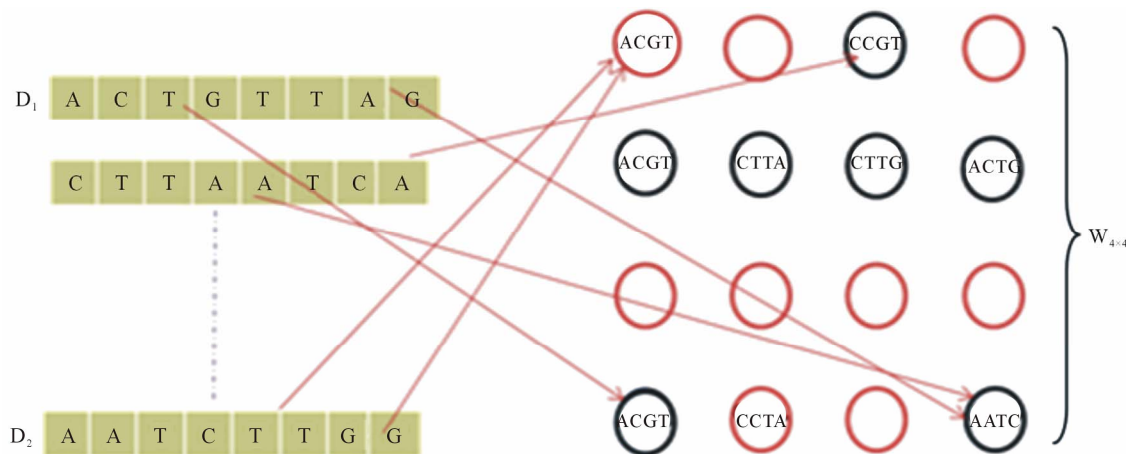 ACGT CCGT
D1 A C T G T T A G
C T T A A T C A
ACGT CTTA CTTG ACTG
W4×4
D2 A A T C T T G G
ACGT CCTA AATC